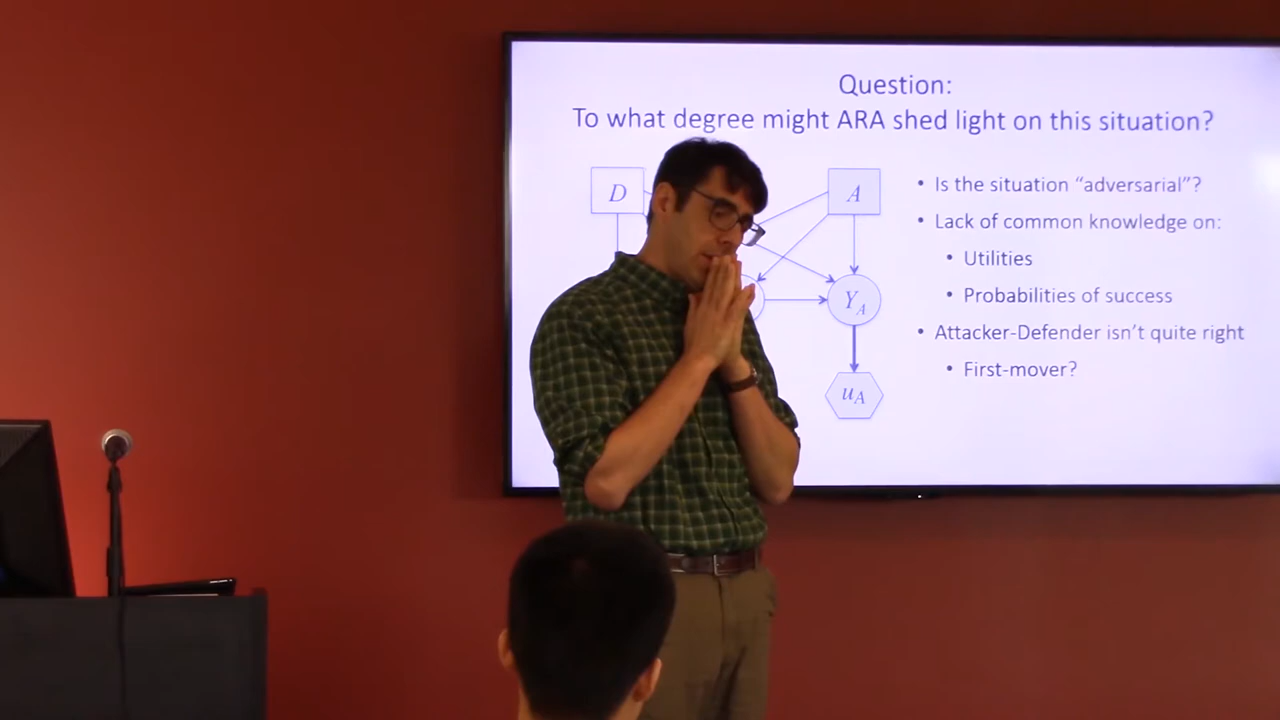 Question:
To what degree might ARA shed light on this situation?
D
A
• Is the situation “adversarial”?
• Lack of common knowledge on:
• Utilities
• Probabilities of success
Y_A
• Attacker-Defender isn’t quite right
• First-mover?
u_A